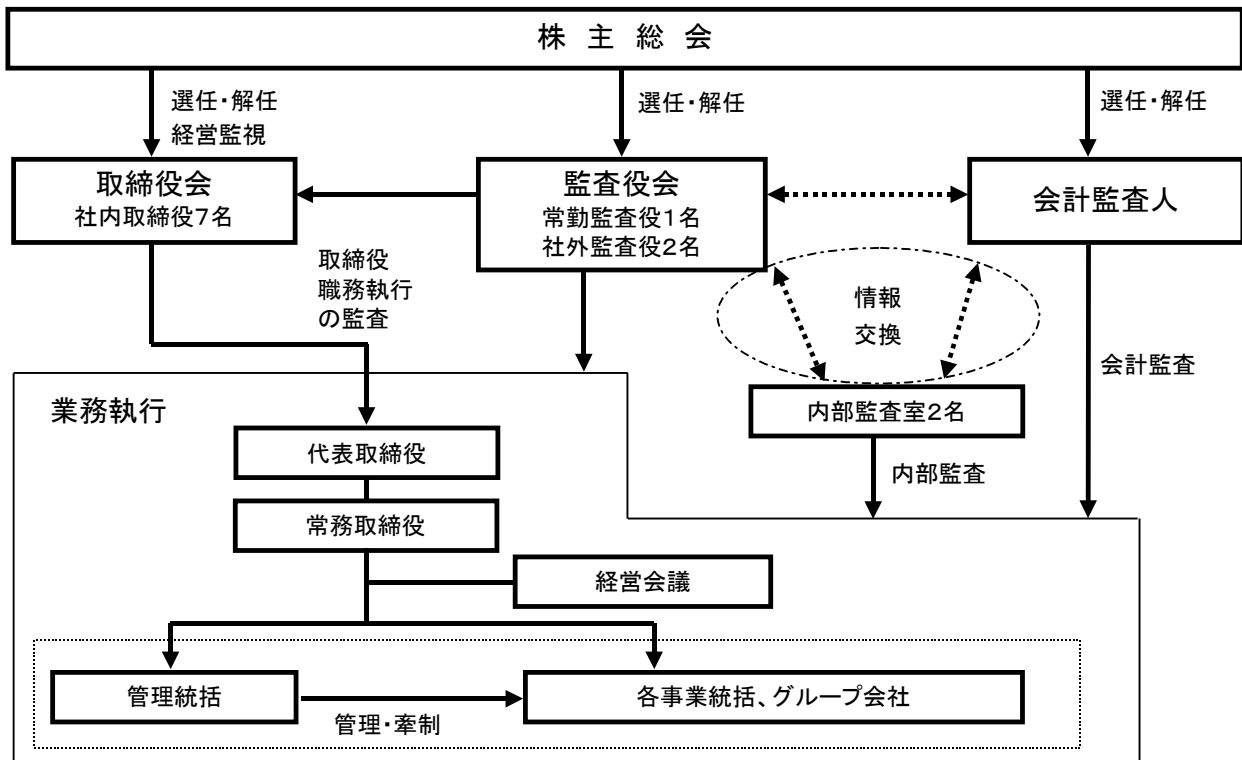 株 主 総 会
選任・解任
経営監視
選任・解任
選任・解任
取締役会
社内取締役7名
監査役会
常勤監査役1名
社外監査役2名
会計監査人
取締役
職務執行
の監査
情報
交換
会計監査
業務執行
内部監査室2名
代表取締役
内部監査
常務取締役
経営会議
管理統括
各事業統括、グループ会社
管理・牽制